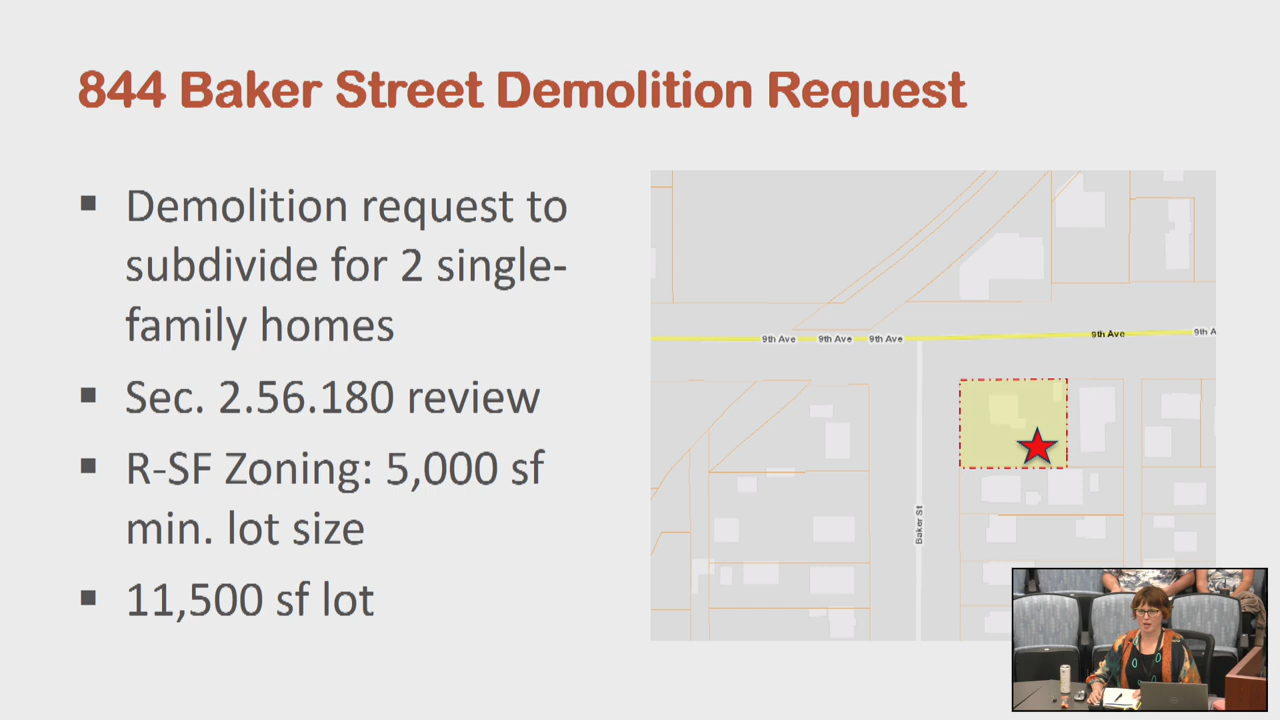 844 Baker Street Demolition Request
▪ Demolition request to
subdivide for 2 single-
family homes
▪ Sec. 2.56.180 review
▪ R-SF Zoning: 5,000 sf
min. lot size
▪ 11,500 sf lot
9th Ave 9th Ave 9th Ave 9th Ave 9th A
Baker St